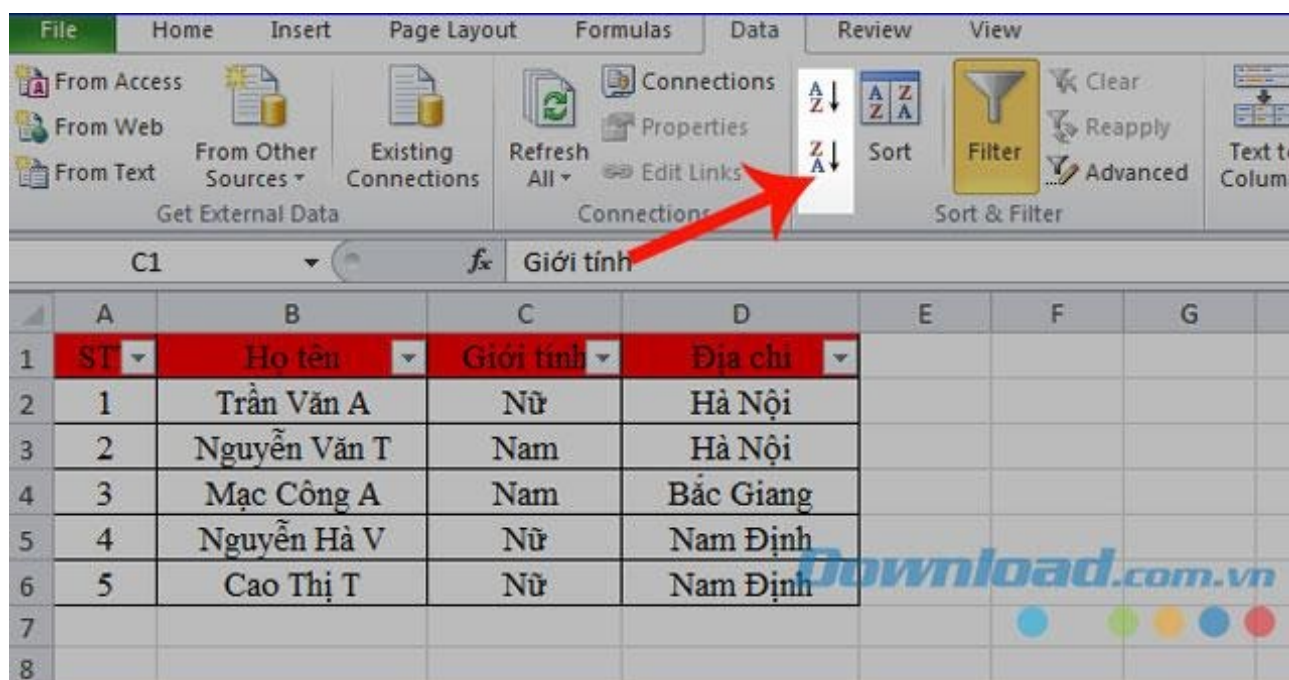 File Home Insert Page Layout Formulas Data Review View
From Access
From Web
From Text
From Other Sources
Existing Connections
Get External Data
Refresh All
Connections
Properties
Edit Links
Connections
A Z
Z A
A Z Z A
Sort
Filter
Clear
Reapply
Advanced
Sort & Filter
Text t
Colum
C1 fx Giới tính
A B C D E F G
1 ST Họ tên Giới tính Địa chỉ
2 1 Trần Văn A Nữ Hà Nội
3 2 Nguyễn Văn T Nam Hà Nội
4 3 Mạc Công A Nam Bắc Giang
5 4 Nguyễn Hà V Nữ Nam Định
6 5 Cao Thị T Nữ Nam Định
7
8
Download.com.vn